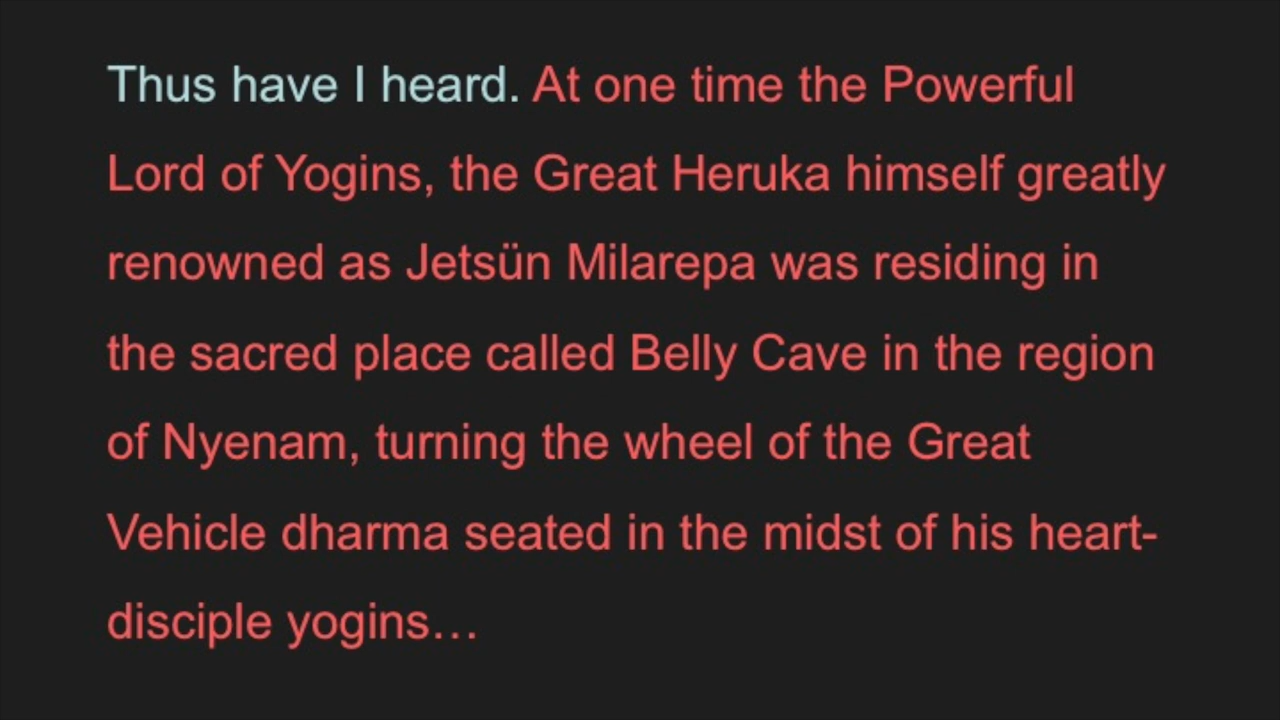 Thus have I heard. At one time the Powerful
Lord of Yogins, the Great Heruka himself greatly
renowned as Jetsün Milarepa was residing in
the sacred place called Belly Cave in the region
of Nyenam, turning the wheel of the Great
Vehicle dharma seated in the midst of his heart-
disciple yogins…